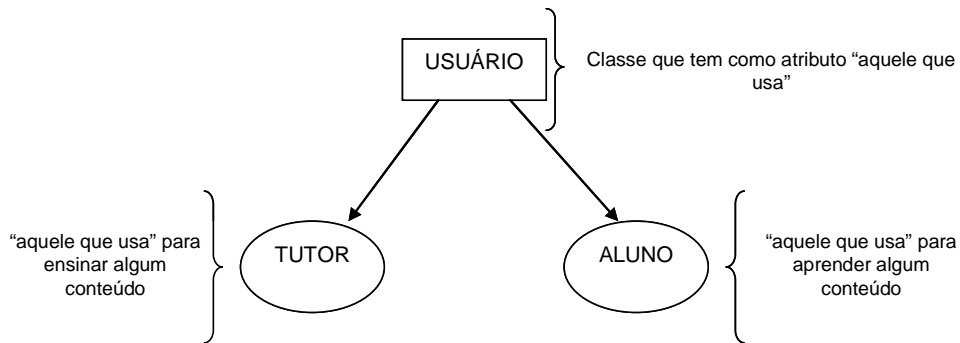 USUÁRIO
Classe que tem como atributo “aquele que
usa”
“aquele que usa” para
ensinar algum
conteúdo
TUTOR
ALUNO
“aquele que usa” para
aprender algum
conteúdo